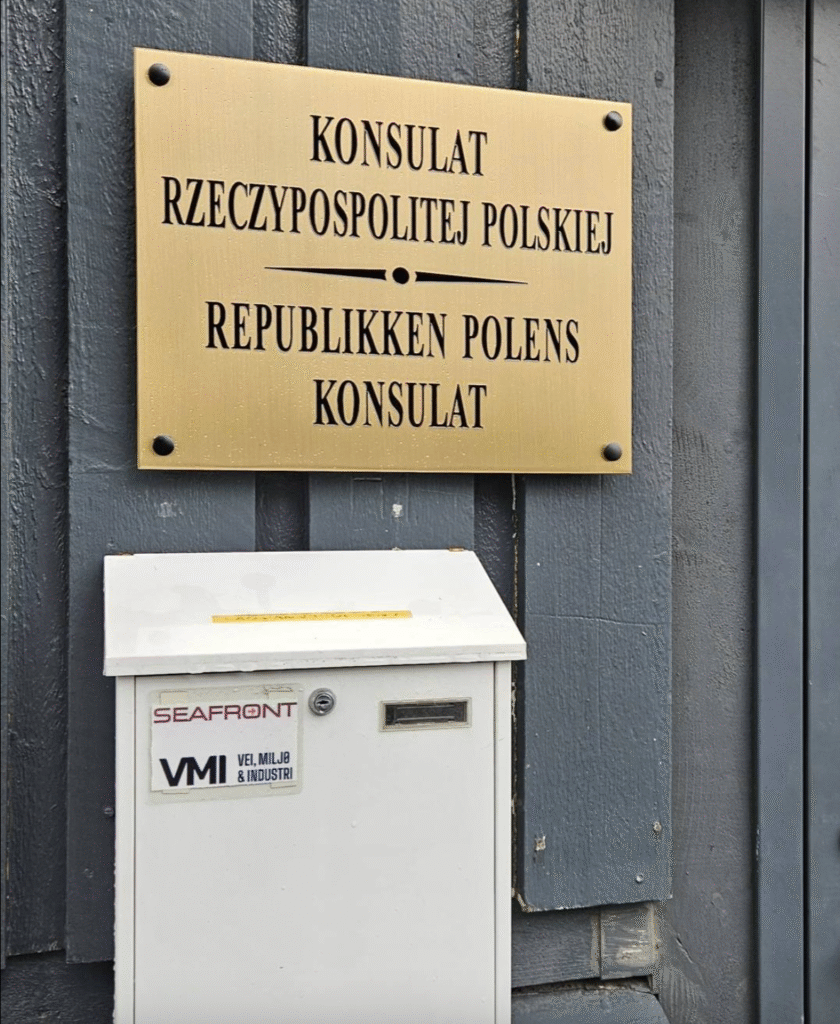 KONSULAT
RZECZYPOSPOLITEJ POLSKIEJ
REPUBLIKKEN POLENS
KONSULAT
SEAFRONT
VMI VEI, MILJØ
& INDUSTRI